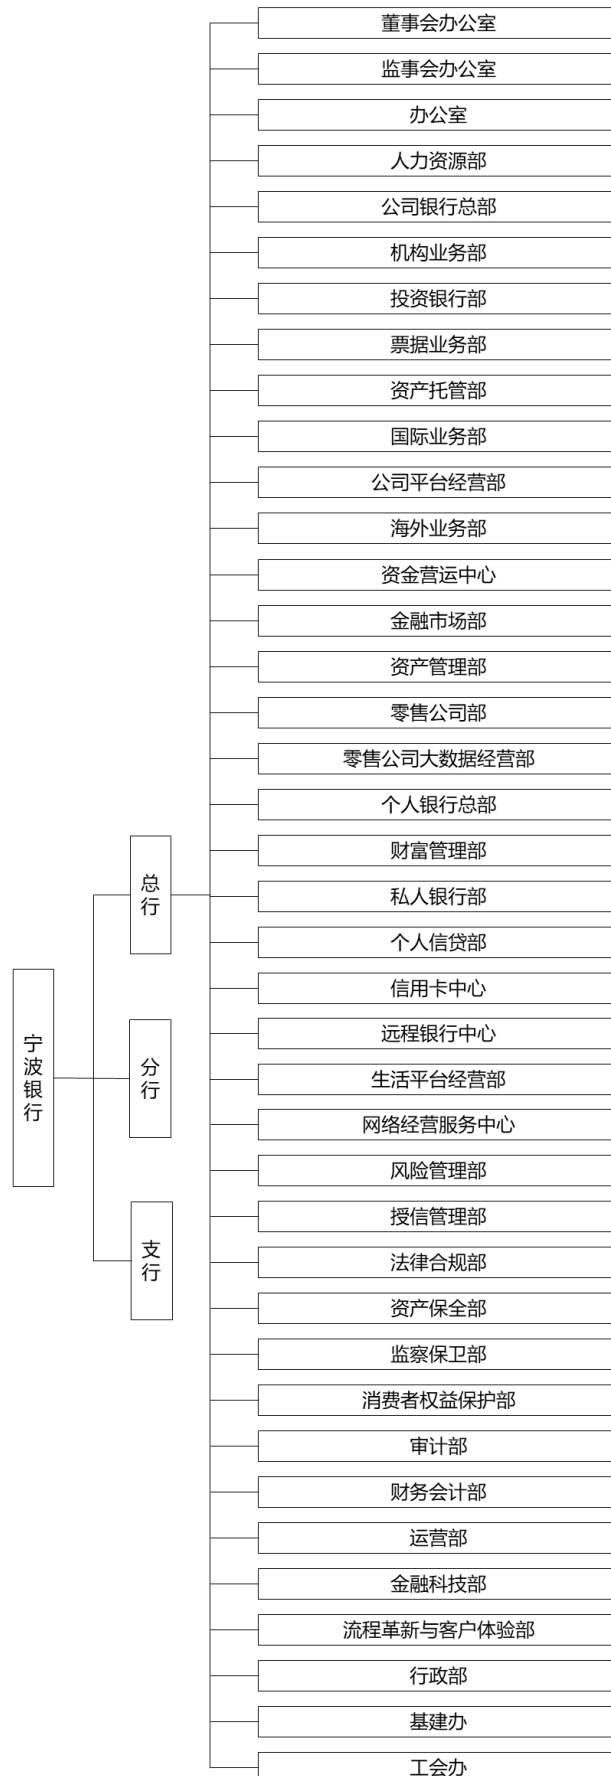 宁波银行
总行
分行
支行
董事会办公室
监事会办公室
办公室
人力资源部
公司银行总部
机构业务部
投资银行部
票据业务部
资产托管部
国际业务部
公司平台经营部
海外业务部
资金营运中心
金融市场部
资产管理部
零售公司部
零售公司大数据经营部
个人银行总部
财富管理部
私人银行部
个人信贷部
信用卡中心
远程银行中心
生活平台经营部
网络经营服务中心
风险管理部
授信管理部
法律合规部
资产保全部
监察保卫部
消费者权益保护部
审计部
财务会计部
运营部
金融科技部
流程革新与客户体验部
行政部
基建办
工会办